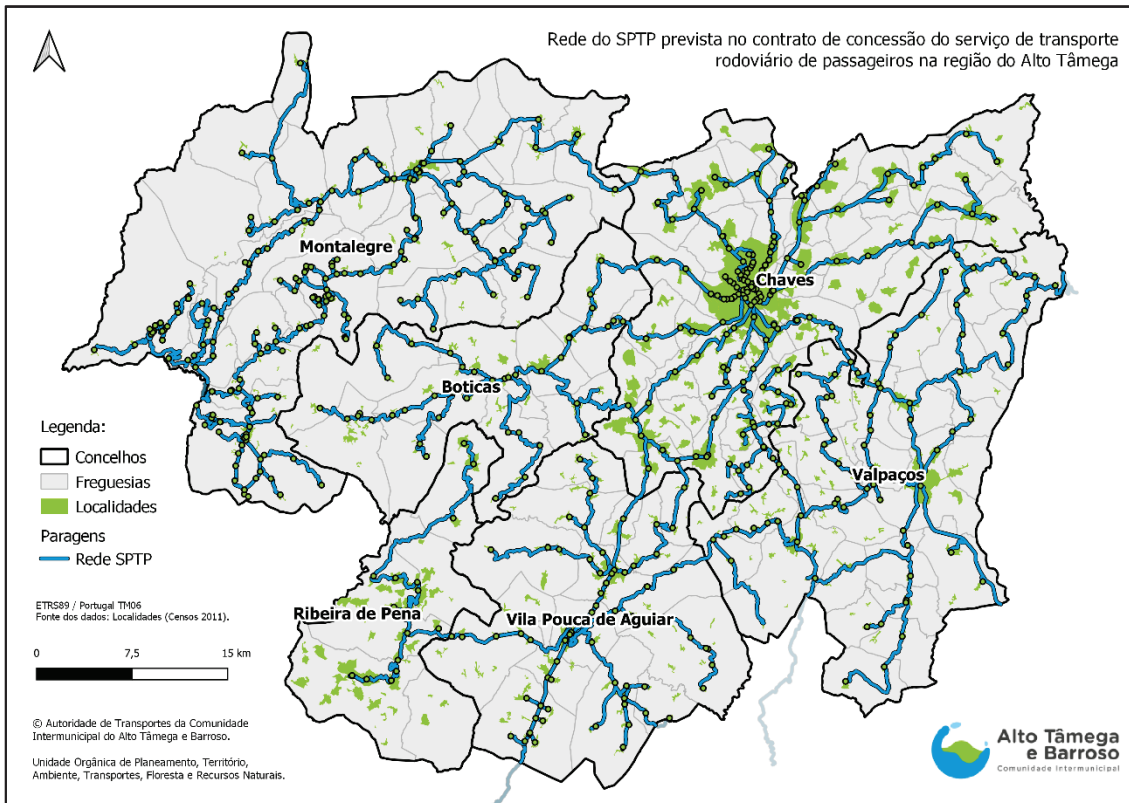 Rede do SPTP prevista no contrato de concessão do serviço de transporte
rodoviário de passageiros na região do Alto Tâmega
Montalegre
Chaves
Boticas
Valpaços
Ribeira de Pena
Vila Pouca de Aguiar
Legenda:
Concelhos
Freguesias
Localidades
Paragens
Rede SPTP
ETRS89 / Portugal TM06
Fonte dos dados: Localidades (Censos 2011).
0 7,5 15 km
© Autoridade de Transportes da Comunidade
Intermunicipal do Alto Tâmega e Barroso.
Unidade Orgânica de Planeamento, Território,
Ambiente, Transportes, Floresta e Recursos Naturais.
Alto Tâmega
e Barroso
Comunidade Intermunicipal